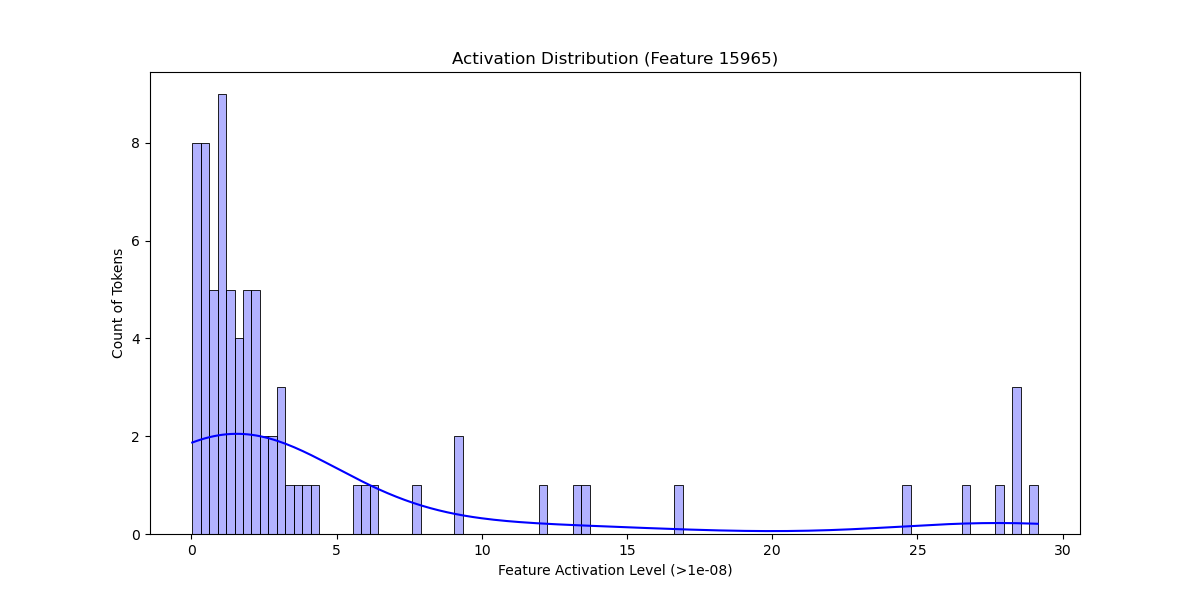 Activation Distribution (Feature 15965)
Count of Tokens
8
6
4
2
0
0 5 10 15 20 25 30
Feature Activation Level (>1e-08)